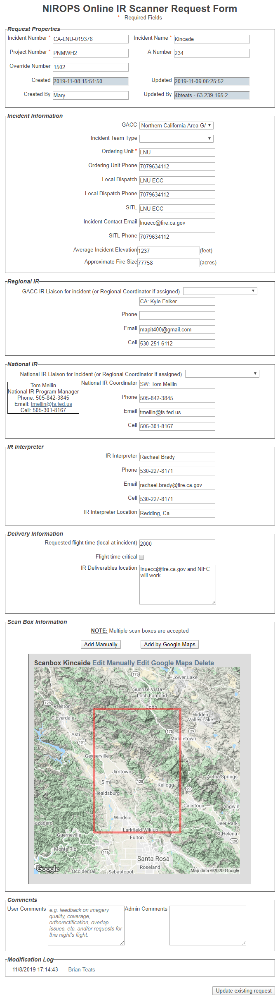 NIROPS Online IR Scanner Request Form
* - Required Fields
Request Properties
Incident Number * CA-LNU-019376 Incident Name * Kincade
Project Number * PNMWH2 A Number 234
Override Number 1502
Created 2019-11-08 15:51:50 Updated 2019-11-09 06:25:52
Created By Mary Updated By 4bteats - 63.239.165.2
Incident Information
GACC Northern California Area GA
Incident Team Type
Ordering Unit * LNU
Ordering Unit Phone 7079634112
Local Dispatch LNU ECC
Local Dispatch Phone 7079634112
SITL LNU ECC
Incident Contact Email lnuecc@fire.ca.gov
SITL Phone 7079634112
Average Incident Elevation 1237 (feet)
Approximate Fire Size 77758 (acres)
Regional IR
GACC IR Liaison for incident (or Regional Coordinator if assigned)
CA: Kyle Felker
Phone
Email mapit400@gmail.com
Cell 530-251-6112
National IR
National IR Liaison for incident (or Regional Coordinator if assigned)
Tom Mellin
National IR Program Manager
Phone: 505-842-3845
Email: tmellin@fs.fed.us
Cell: 505-301-8167
National IR Coordinator SW: Tom Mellin
Phone 505-842-3845
Email tmellin@fs.fed.us
Cell 505-301-8167
IR Interpreter
IR Interpreter Rachael Brady
Phone 530-227-8171
Email rachael.brady@fire.ca.gov
Cell 530-227-8171
IR Interpreter Location Redding, Ca
Delivery Information
Requested flight time (local at incident) 2000
Flight time critical
IR Deliverables location lnuecc@fire.ca.gov and NIFC
will work.
Scan Box Information
NOTE: Multiple scan boxes are accepted
Add Manually Add by Google Maps
Scanbox Kincaide Edit Manually Edit Google Maps Delete
175
Lower Lake
Sunrise Vista
Loch Lomond
128
Preston
Cobb
Cloverdale
Hidden
Valley Lake
Asti
175
29
Middletown
101
Geyserville
Jimtown
Aetna Springs
Simi
128
Kellogg
29
Healdsburg
Calistoga
Angwin
Windsor
Cazadero
Deer Park
Larkfield-Wikiup
St Helena
Guerneville
Fulton
128
Monte Rio
116
Santa Rosa
Roseland
Google
Occidental
Sebastopol
Map data ©2020 Google
Comments
User Comments e.g. feedback on imagery
quality, coverage,
orthorectification, overlap
issues, etc. and/or requests for
this night's flight.
Admin Comments
Modification Log
11/8/2019 17:14:43 Brian Teats
Update existing request